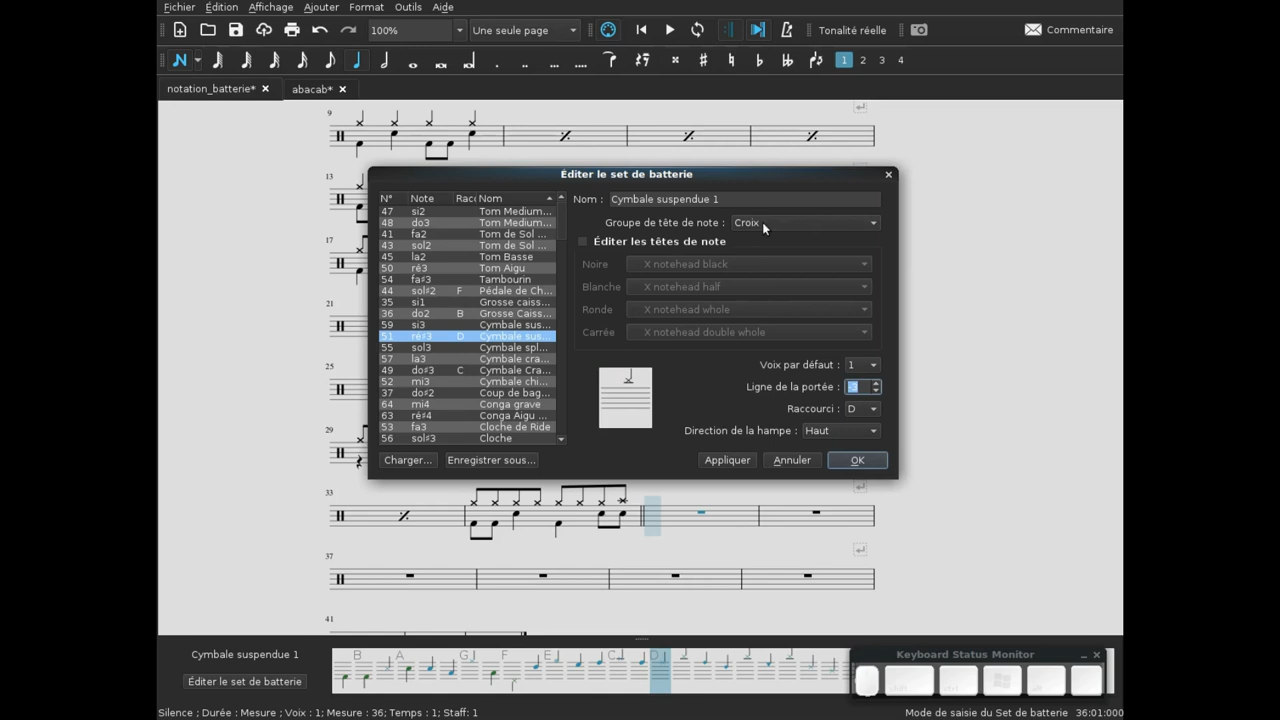 Fichier Édition Affichage Ajouter Format Outils Aide
100% Une seule page Tonalité réelle Commentaire
1 2 3 4
notation_batterie* abacab*
9
13
17
21
25
29
33
37
41
Éditer le set de batterie
N° Note Racc Nom
47 si2 Tom Medium...
48 do3 Tom Medium...
41 fa2 Tom de Sol ...
43 sol2 Tom de Sol ...
45 la2 Tom Basse
50 ré3 Tom Aigu
54 fa♯3 Tambourin
44 sol♯2 F Pédale de Ch...
35 si1 Grosse caiss...
36 do2 B Grosse Caiss...
59 si3 Cymbale sus...
51 ré♯3 D Cymbale sus...
55 sol3 Cymbale spl...
57 la3 Cymbale cra...
49 do♯3 C Cymbale Cra...
52 mi3 Cymbale chi...
37 do♯2 Coup de bag...
64 mi4 Conga grave
63 ré♯4 Conga Aigu ...
53 fa3 Cloche de Ride
56 sol♯3 Cloche
Charger... Enregistrer sous...
Nom : Cymbale suspendue 1
Groupe de tête de note : Croix
Éditer les têtes de note
Noire X notehead black
Blanche X notehead half
Ronde X notehead whole
Carrée X notehead double whole
Voix par défaut : 1
Ligne de la portée :
Raccourci : D
Direction de la hampe : Haut
Appliquer Annuler OK
Cymbale suspendue 1
Éditer le set de batterie
B A G F E C D
Keyboard Status Monitor
Silence ; Durée : Mesure ; Voix : 1; Mesure : 36; Temps : 1; Staff: 1
Mode de saisie du Set de batterie 36:01:000